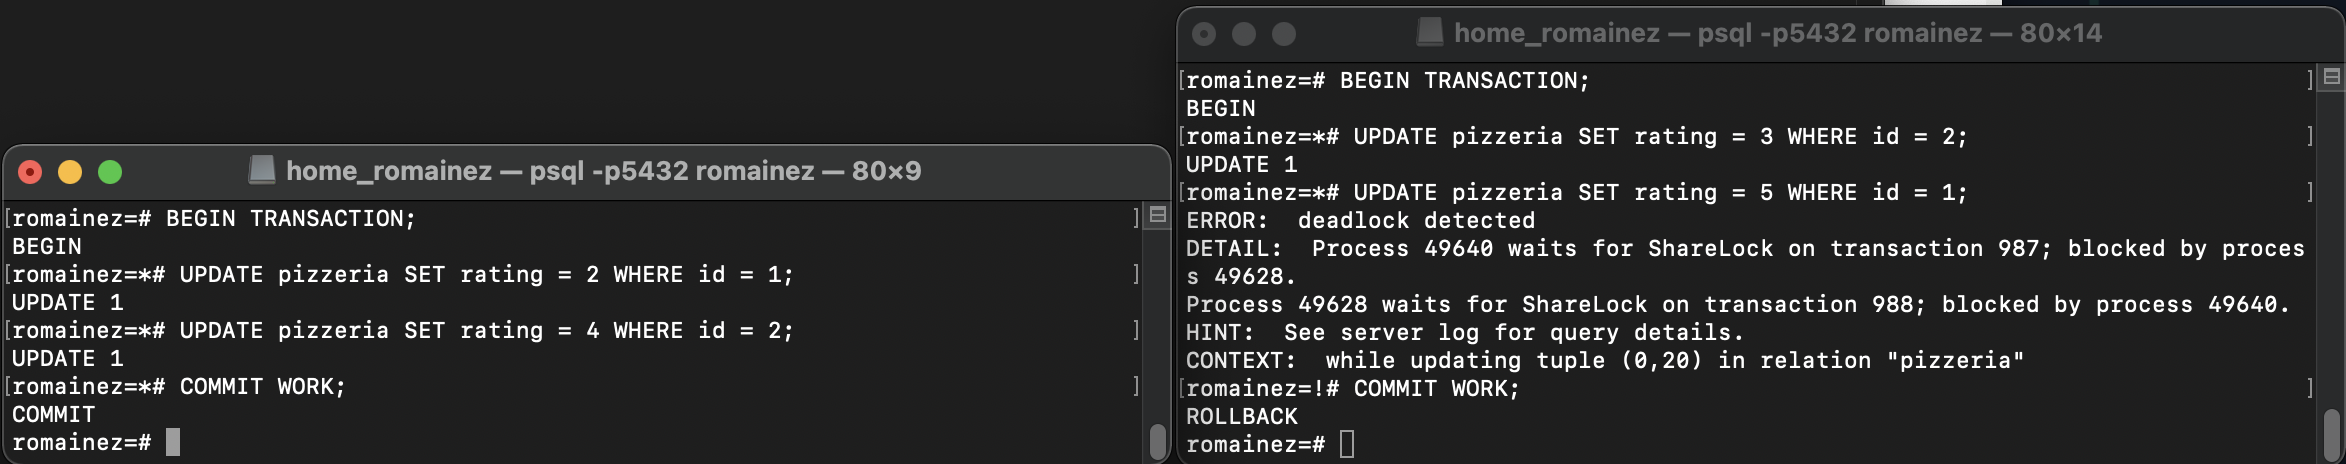 home_romainez — psql -p5432 romainez — 80×9
[romainez=# BEGIN TRANSACTION; ]
BEGIN
[romainez=*# UPDATE pizzeria SET rating = 2 WHERE id = 1; ]
UPDATE 1
[romainez=*# UPDATE pizzeria SET rating = 4 WHERE id = 2; ]
UPDATE 1
[romainez=*# COMMIT WORK; ]
COMMIT
romainez=#
home_romainez — psql -p5432 romainez — 80×14
[romainez=# BEGIN TRANSACTION; ]
BEGIN
[romainez=*# UPDATE pizzeria SET rating = 3 WHERE id = 2; ]
UPDATE 1
[romainez=*# UPDATE pizzeria SET rating = 5 WHERE id = 1; ]
ERROR:  deadlock detected
DETAIL:  Process 49640 waits for ShareLock on transaction 987; blocked by proces
s 49628.
Process 49628 waits for ShareLock on transaction 988; blocked by process 49640.
HINT:  See server log for query details.
CONTEXT:  while updating tuple (0,20) in relation "pizzeria"
[romainez=!# COMMIT WORK; ]
ROLLBACK
romainez=#